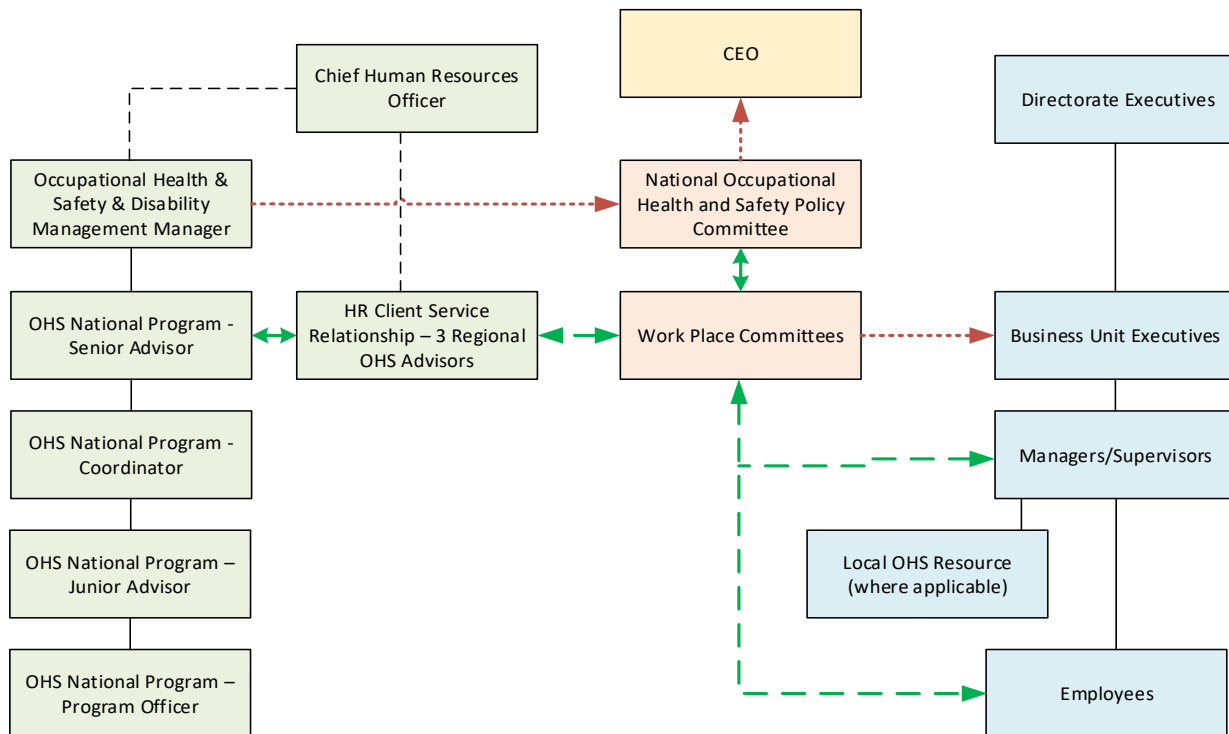 CEO
Chief Human Resources
Officer
Directorate Executives
Occupational Health &
Safety & Disability
Management Manager
National Occupational
Health and Safety Policy
Committee
OHS National Program -
Senior Advisor
HR Client Service
Relationship – 3 Regional
OHS Advisors
Work Place Committees
Business Unit Executives
OHS National Program -
Coordinator
Managers/Supervisors
OHS National Program –
Junior Advisor
Local OHS Resource
(where applicable)
OHS National Program –
Program Officer
Employees